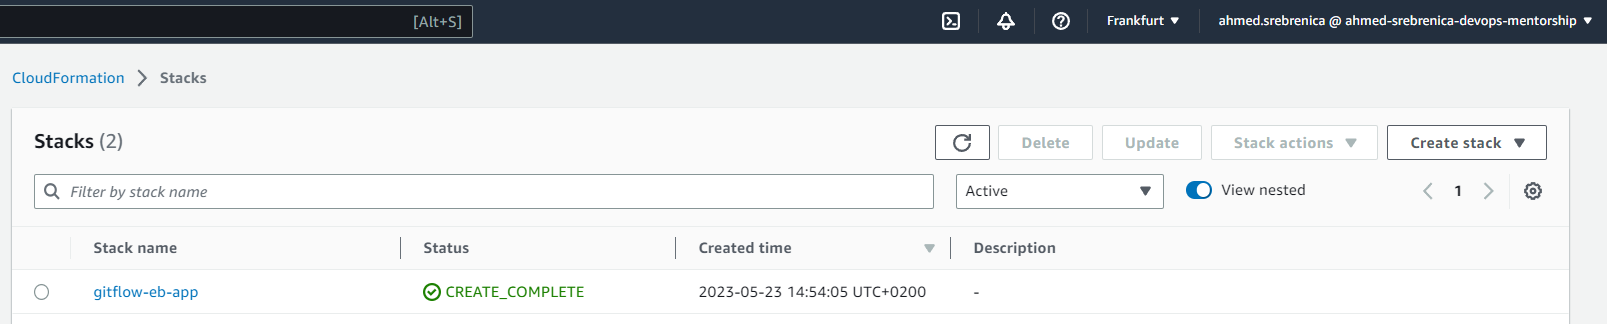 [Alt+S] Frankfurt ahmed.srebrenica @ ahmed-srebrenica-devops-mentorship
CloudFormation Stacks
Stacks (2) Delete Update Stack actions Create stack
Filter by stack name Active View nested 1
Stack name Status Created time Description
gitflow-eb-app CREATE_COMPLETE 2023-05-23 14:54:05 UTC+0200 -